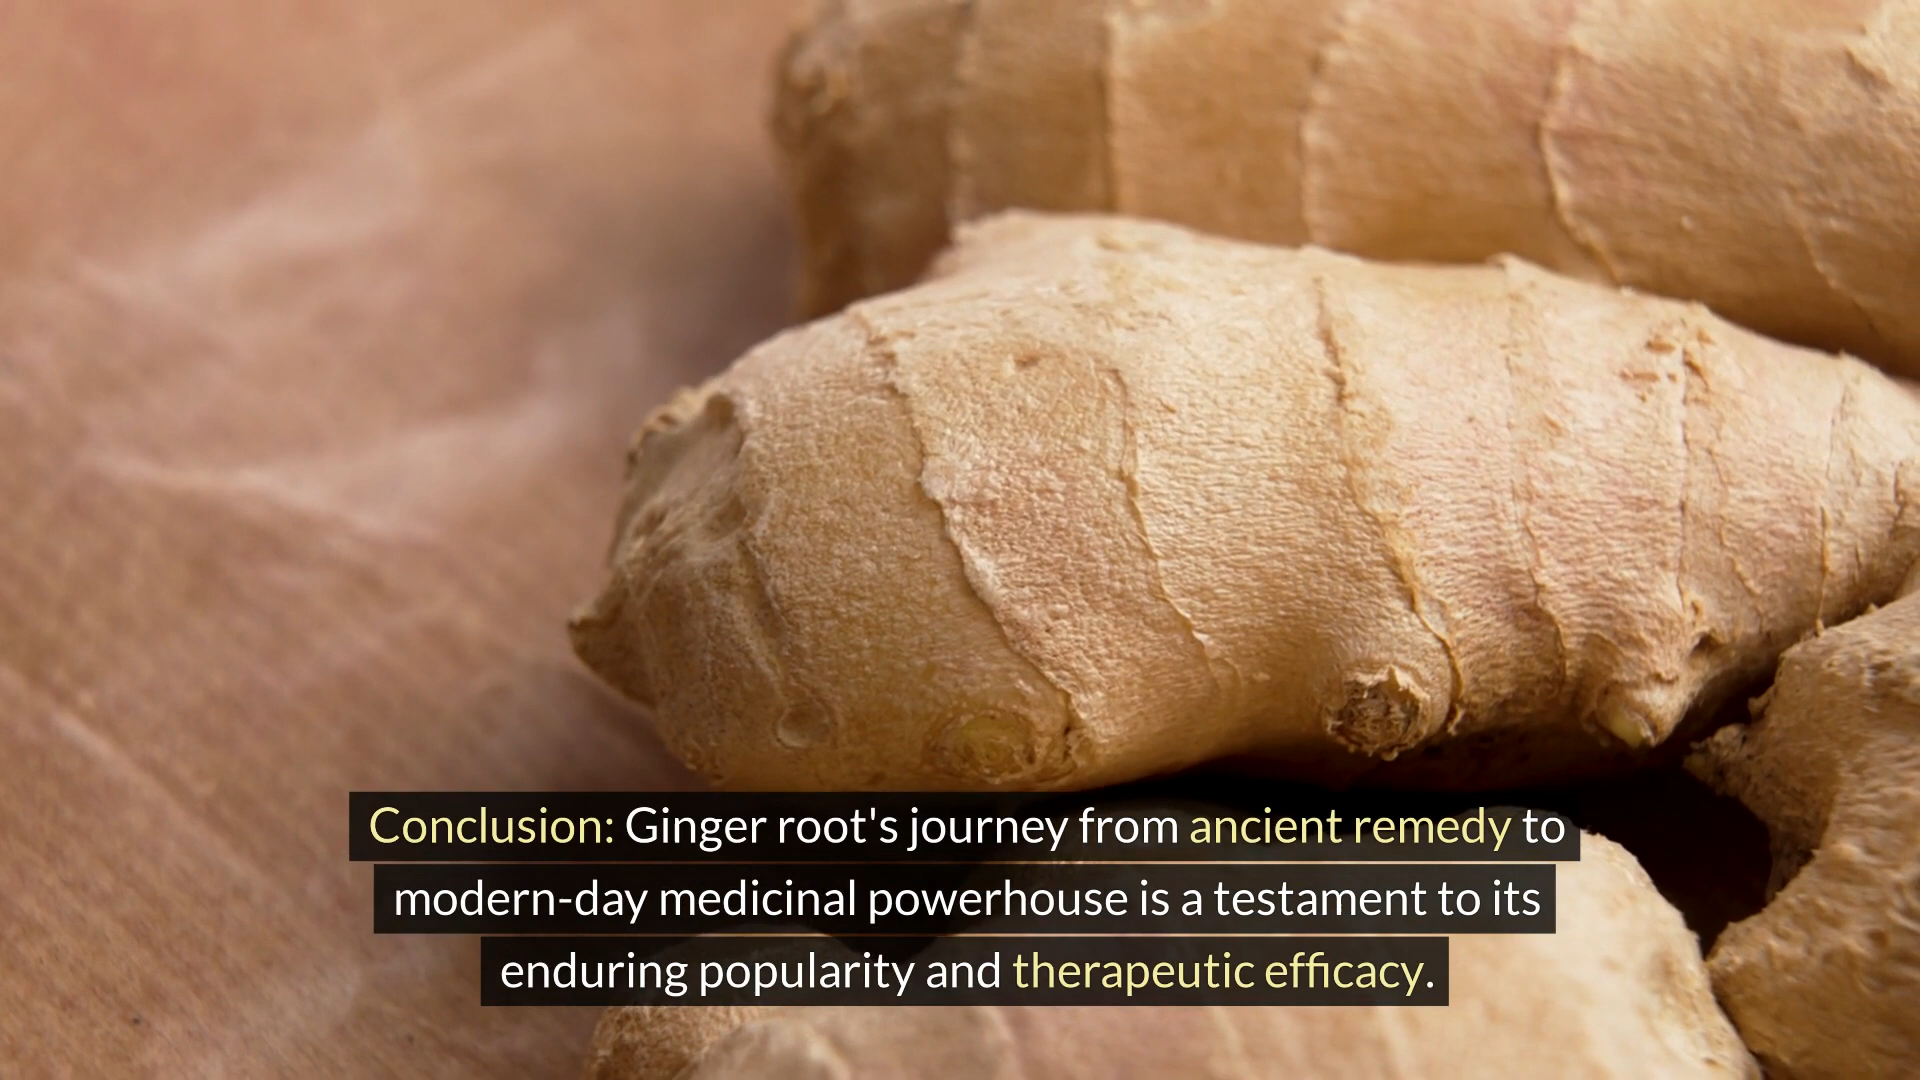 Conclusion: Ginger root's journey from ancient remedy to
modern-day medicinal powerhouse is a testament to its
enduring popularity and therapeutic efficacy.